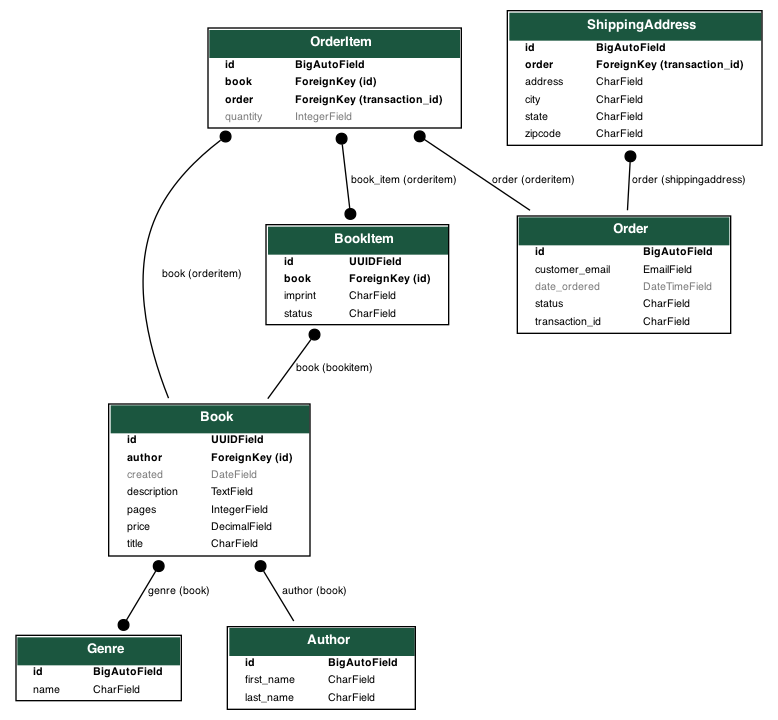 OrderItem
id BigAutoField
book ForeignKey (id)
order ForeignKey (transaction_id)
quantity IntegerField
ShippingAddress
id BigAutoField
order ForeignKey (transaction_id)
address CharField
city CharField
state CharField
zipcode CharField
book_item (orderitem)
order (orderitem)
order (shippingaddress)
BookItem
id UUIDField
book ForeignKey (id)
imprint CharField
status CharField
Order
id BigAutoField
customer_email EmailField
date_ordered DateTimeField
status CharField
transaction_id CharField
book (orderitem)
book (bookitem)
Book
id UUIDField
author ForeignKey (id)
created DateField
description TextField
pages IntegerField
price DecimalField
title CharField
genre (book)
author (book)
Genre
id BigAutoField
name CharField
Author
id BigAutoField
first_name CharField
last_name CharField